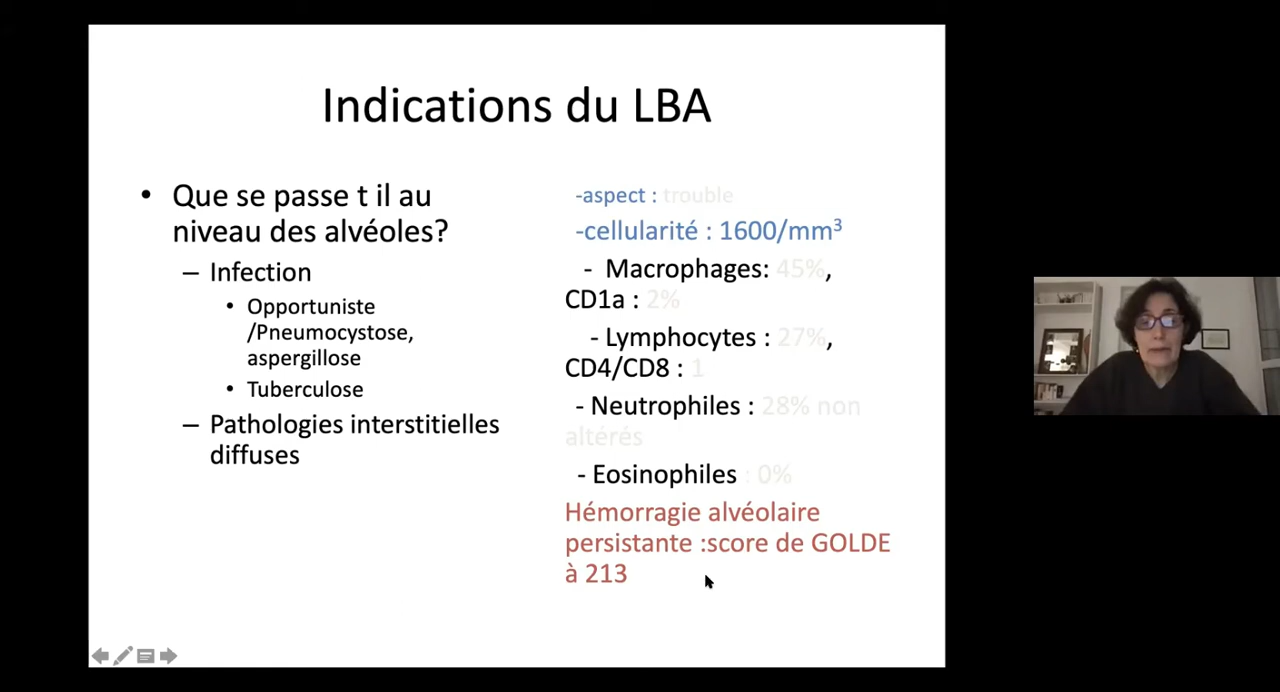 Indications du LBA
• Que se passe t il au
niveau des alvéoles?
– Infection
• Opportuniste
/Pneumocystose,
aspergillose
• Tuberculose
– Pathologies interstitielles
diffuses
-aspect : trouble
-cellularité : 1600/mm³
- Macrophages: 45%,
CD1a : 2%
- Lymphocytes : 27%,
CD4/CD8 : 1
- Neutrophiles : 28% non
altérés
- Eosinophiles : 0%
Hémorragie alvéolaire
persistante :score de GOLDE
à 213